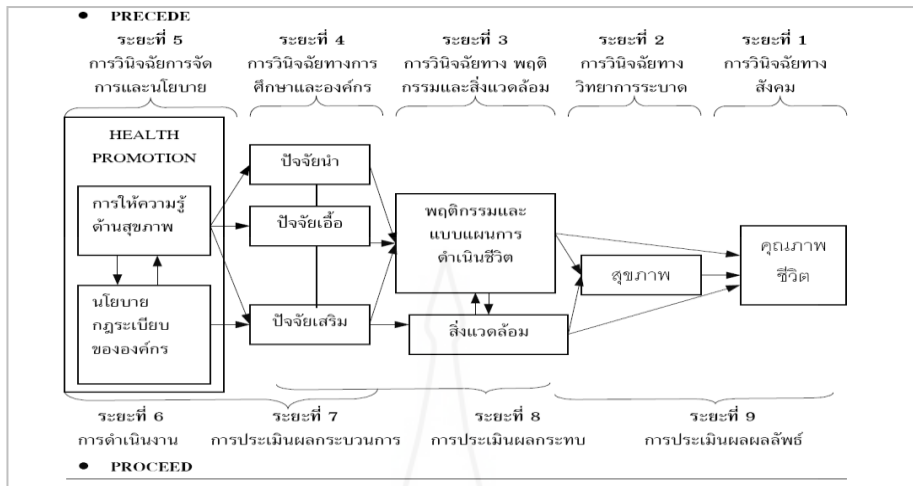 • PRECEDE
ระยะที่ 5
การวินิจฉัยการจัด
การและนโยบาย
ระยะที่ 4
การวินิจฉัยทางการ
ศึกษาและองค์กร
ระยะที่ 3
การวินิจฉัยทาง พฤติ
กรรมและสิ่งแวดล้อม
ระยะที่ 2
การวินิจฉัยทาง
วิทยาการระบาด
ระยะที่ 1
การวินิจฉัยทาง
สังคม
HEALTH
PROMOTION
การให้ความรู้
ด้านสุขภาพ
นโยบาย
กฎระเบียบ
ขององค์กร
ปัจจัยนำ
ปัจจัยเอื้อ
ปัจจัยเสริม
พฤติกรรมและ
แบบแผนการ
ดำเนินชีวิต
สิ่งแวดล้อม
สุขภาพ
คุณภาพ
ชีวิต
ระยะที่ 6
การดำเนินงาน
ระยะที่ 7
การประเมินผลกระบวนการ
ระยะที่ 8
การประเมินผลกระทบ
ระยะที่ 9
การประเมินผลผลลัพธ์
• PROCEED